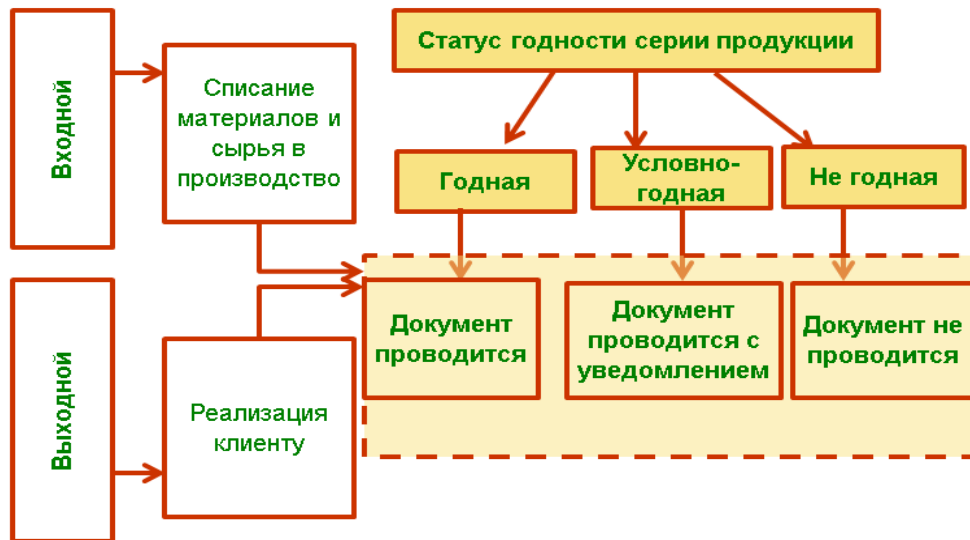 Входной
Списание
материалов и
сырья в
производство
Статус годности серии продукции
Годная
Условно-
годная
Не годная
Выходной
Реализация
клиенту
Документ
проводится
Документ
проводится с
уведомлением
Документ не
проводится